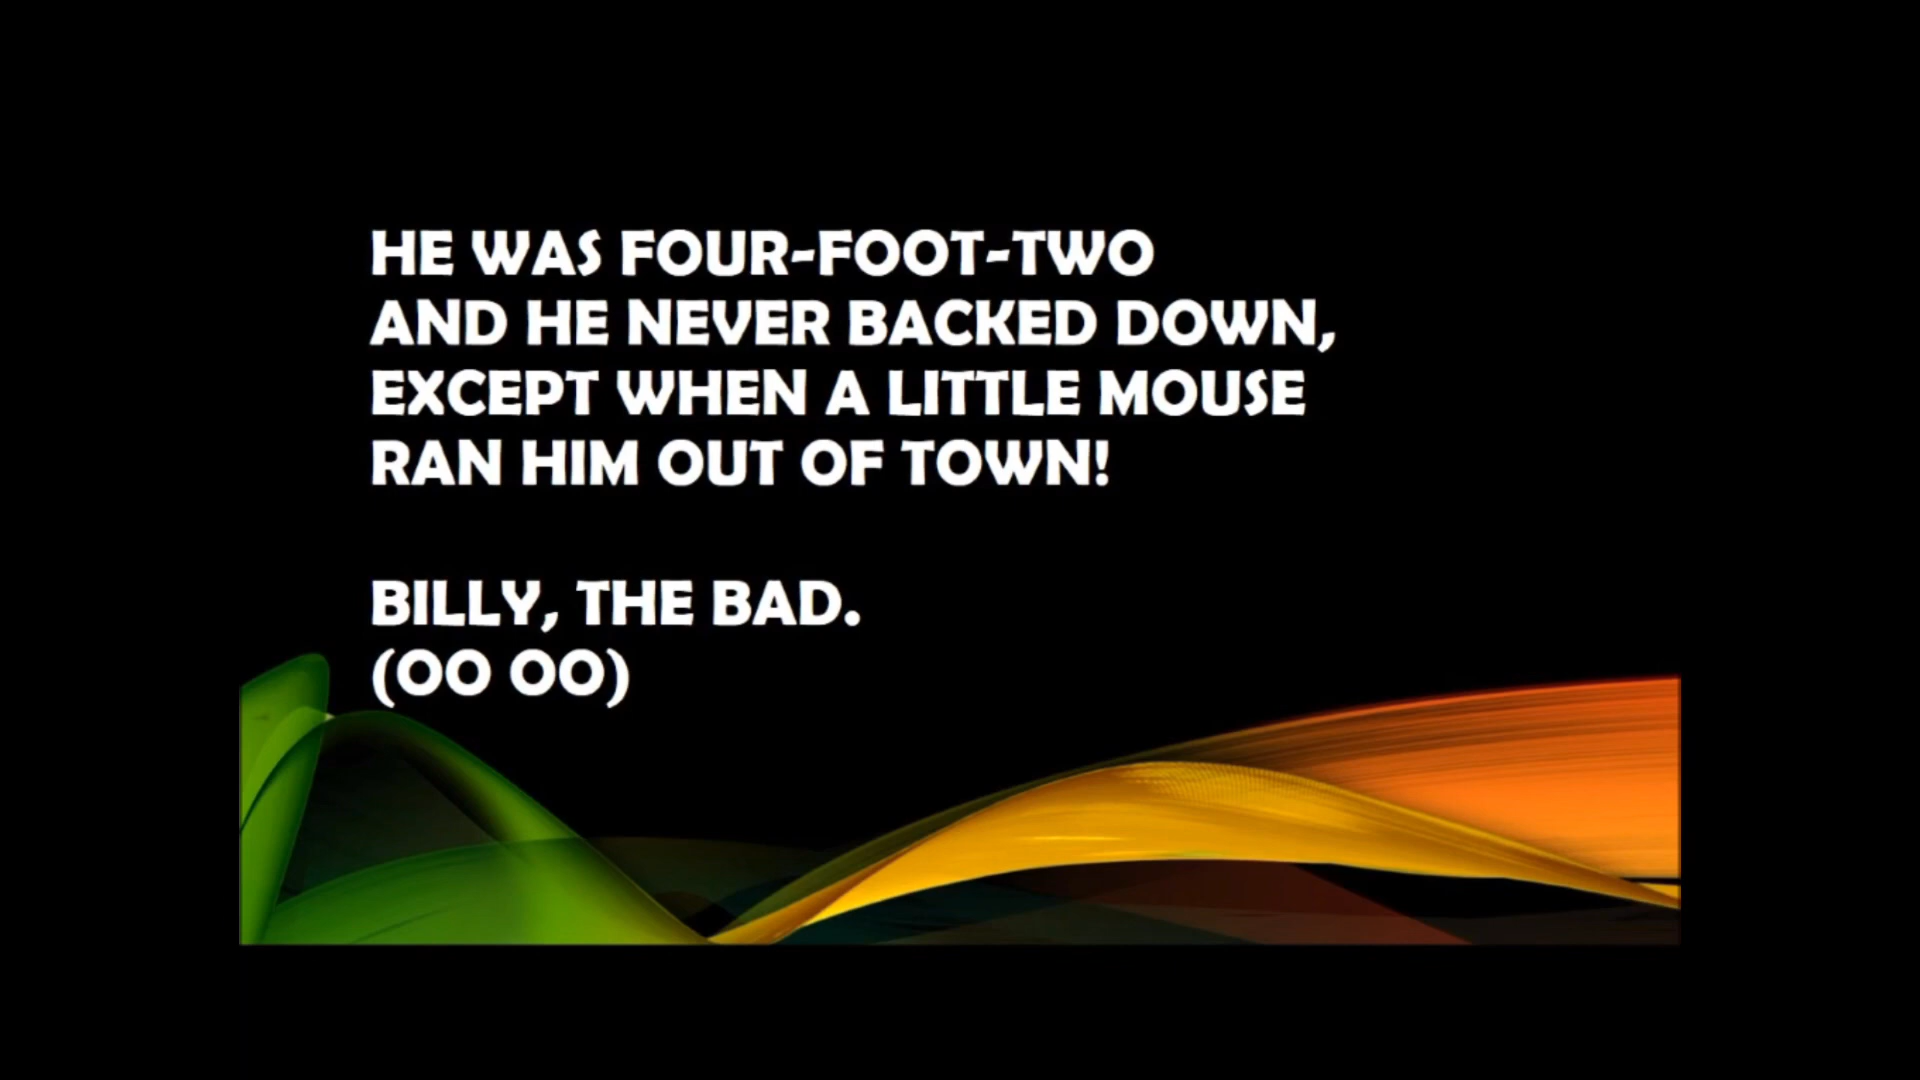 HE WAS FOUR-FOOT-TWO
AND HE NEVER BACKED DOWN,
EXCEPT WHEN A LITTLE MOUSE
RAN HIM OUT OF TOWN!
BILLY, THE BAD.
(OO OO)